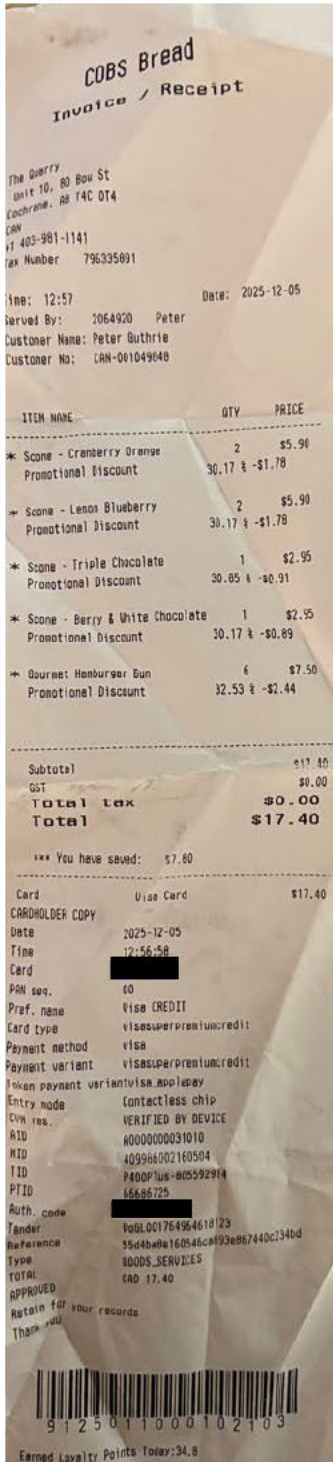 COBS Bread
Invoice / Receipt
The Quarry
Unit 10, 80 Bow St
Cochrane, AB T4C 0T4
CAN
+1 403-981-1141
Tax Number 796335891
Time: 12:57 Date: 2025-12-05
Served By: 2064920 Peter
Customer Name: Peter Guthrie
Customer No: CAN-001049848
ITEM NAME QTY PRICE
* Scone - Cranberry Orange 2 $5.90
Promotional Discount 30.17 % -$1.78
* Scone - Lemon Blueberry 2 $5.90
Promotional Discount 30.17 % -$1.78
* Scone - Triple Chocolate 1 $2.95
Promotional Discount 30.85 % -$0.91
* Scone - Berry & White Chocolate 1 $2.95
Promotional Discount 30.17 % -$0.89
* Gourmet Hamburger Bun 6 $7.50
Promotional Discount 32.53 % -$2.44
Subtotal $17.40
GST $0.00
Total tax $0.00
Total $17.40
*** You have saved: $7.80
Card Visa Card $17.40
CARDHOLDER COPY
Date 2025-12-05
Time 12:56:58
Card
PAN seq. 00
Pref. name Visa CREDIT
Card type visasuperpremiumcredit
Payment method visa
Payment variant visasuperpremiumcredit
Token payment variantvisa_applepay
Entry mode Contactless chip
CVM res. VERIFIED BY DEVICE
AID A0000000031010
MID 409986002160504
TID P400Plus-805592914
PTID 66686725
Auth. code
Tender VoGL001764964618123
Reference
Type GOODS_SERVICES
TOTAL CAD 17.40
APPROVED
Retain for your records
Thank you
9125011000102103
Earned Loyalty Points Today:34.8